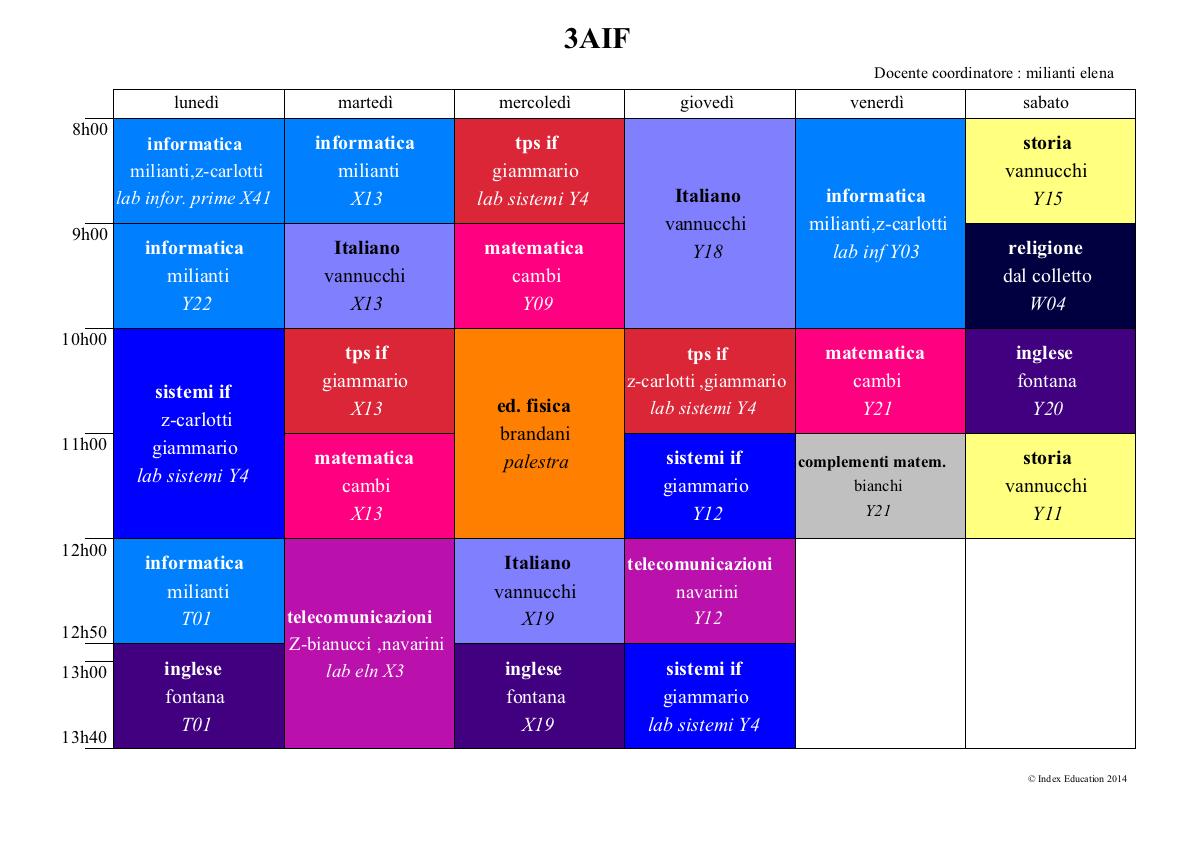 3AIF
Docente coordinatore : milianti elena
lunedì
martedì
mercoledì
giovedì
venerdì
sabato
8h00
informatica
milianti,z-carlotti
lab infor. prime X41
informatica
milianti
X13
tps if
giammario
lab sistemi Y4
Italiano
vannucchi
Y18
informatica
milianti,z-carlotti
lab inf Y03
storia
vannucchi
Y15
9h00
informatica
milianti
Y22
Italiano
vannucchi
X13
matematica
cambi
Y09
religione
dal colletto
W04
10h00
sistemi if
z-carlotti
giammario
lab sistemi Y4
tps if
giammario
X13
ed. fisica
brandani
palestra
tps if
z-carlotti ,giammario
lab sistemi Y4
matematica
cambi
Y21
inglese
fontana
Y20
11h00
matematica
cambi
X13
sistemi if
giammario
Y12
complementi matem.
bianchi
Y21
storia
vannucchi
Y11
12h00
informatica
milianti
T01
telecomunicazioni
Z-bianucci ,navarini
lab eln X3
Italiano
vannucchi
X19
telecomunicazioni
navarini
Y12
12h50
13h00
inglese
fontana
T01
inglese
fontana
X19
sistemi if
giammario
lab sistemi Y4
13h40
© Index Education 2014